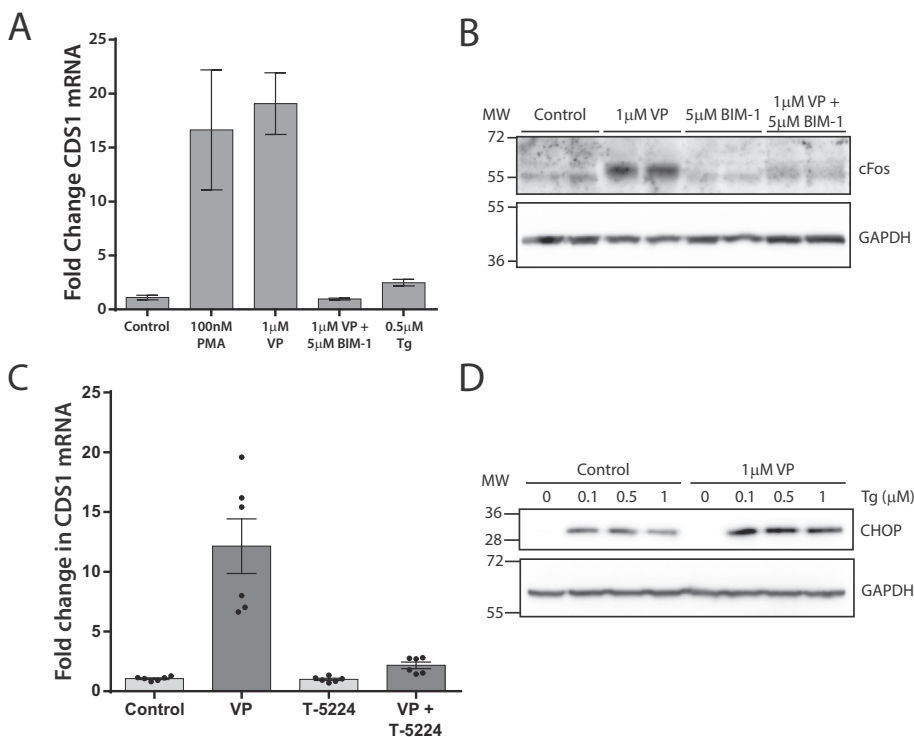 A
Fold Change CDS1 mRNA
25
20
15
10
5
0
Control
100nM
PMA
1μM
VP
1μM VP +
5μM BIM-1
0.5μM
Tg
B
MW
Control
1μM VP
5μM BIM-1
1μM VP +
5μM BIM-1
72
55
cFos
55
36
GAPDH
C
Fold change in CDS1 mRNA
25
20
15
10
5
0
Control
VP
T-5224
VP +
T-5224
D
MW
Control
1μM VP
0 0.1 0.5 1 0 0.1 0.5 1 Tg (μM)
36
28
CHOP
72
55
GAPDH